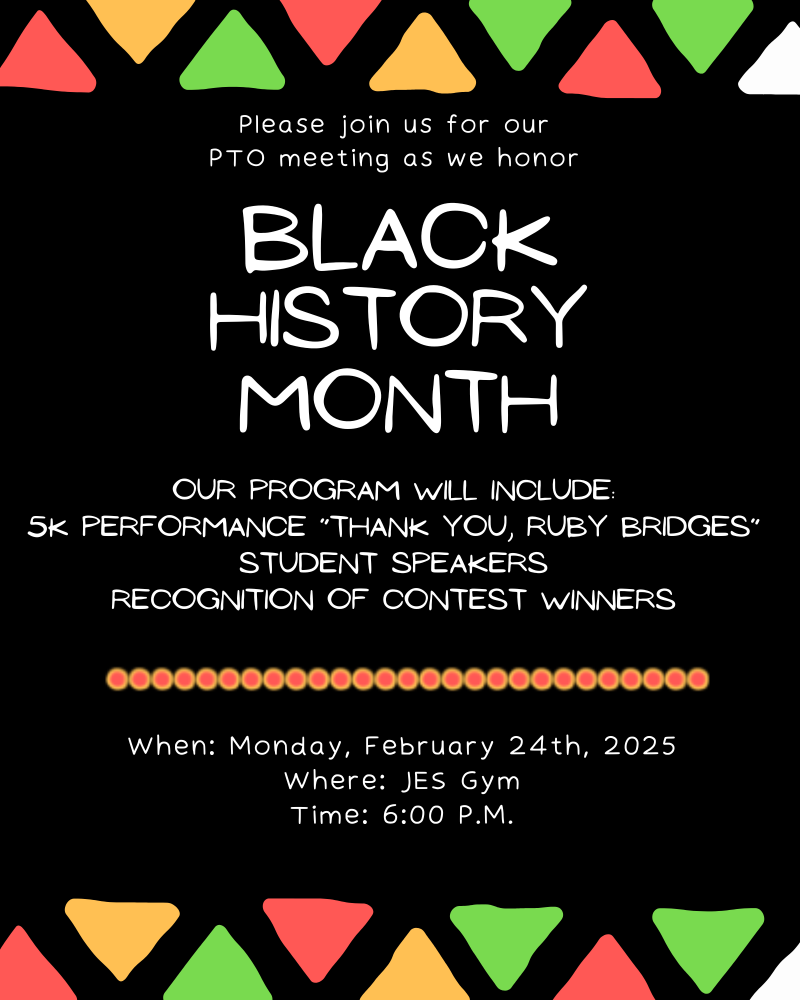 Please join us for our
PTO meeting as we honor
BLACK
HISTORY
MONTH
OUR PROGRAM WILL INCLUDE:
5K PERFORMANCE "THANK YOU, RUBY BRIDGES"
STUDENT SPEAKERS
RECOGNITION OF CONTEST WINNERS
When: Monday, February 24th, 2025
Where: JES Gym
Time: 6:00 P.M.